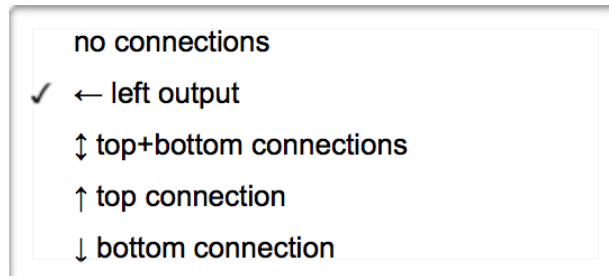 no connections
✓ ← left output
↕ top+bottom connections
↑ top connection
↓ bottom connection